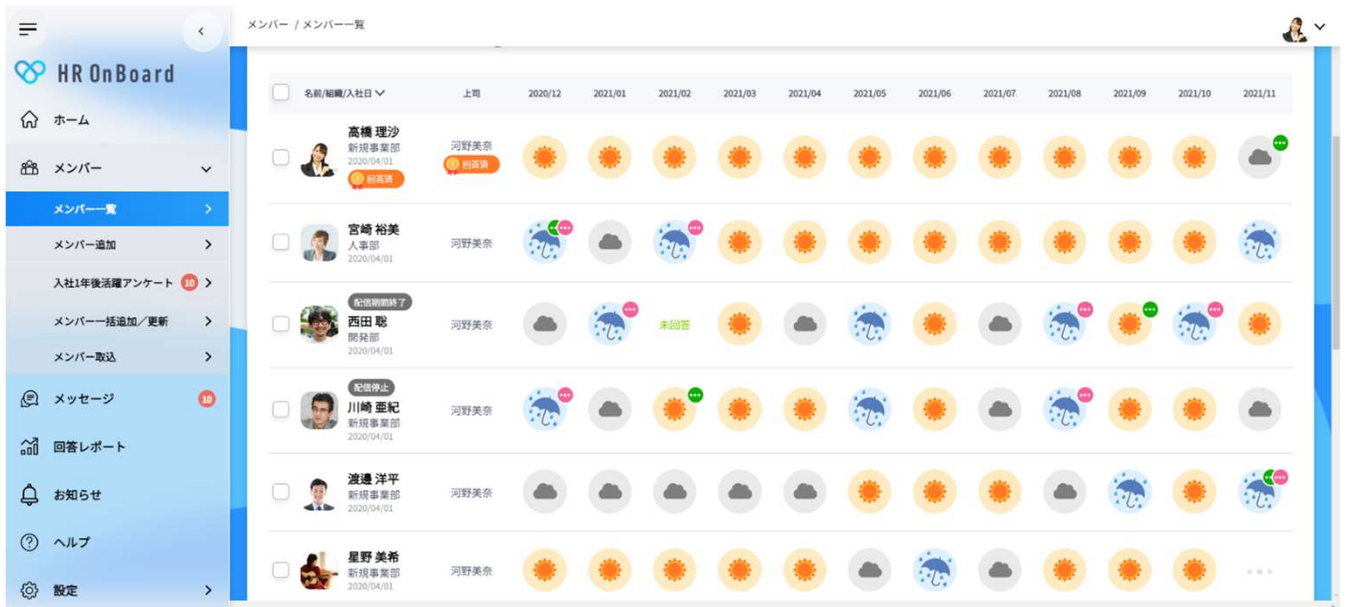 メンバー / メンバー一覧
HR OnBoard
ホーム
メンバー
メンバー一覧
メンバー追加
入社1年後活躍アンケート 10
メンバー一括追加／更新
メンバー取込
メッセージ 10
回答レポート
お知らせ
ヘルプ
設定
名前/組織/入社日 上司 2020/12 2021/01 2021/02 2021/03 2021/04 2021/05 2021/06 2021/07 2021/08 2021/09 2021/10 2021/11
高橋 理沙
新規事業部
2020/04/01
回答済
河野美奈
回答済
宮崎 裕美
人事部
2020/04/01
河野美奈
配信期間終了
西田 聡
開発部
2020/04/01
河野美奈
未回答
配信停止
川崎 亜紀
新規事業部
2020/04/01
河野美奈
渡邉 洋平
新規事業部
2020/04/01
河野美奈
星野 美希
新規事業部
2020/04/01
河野美奈